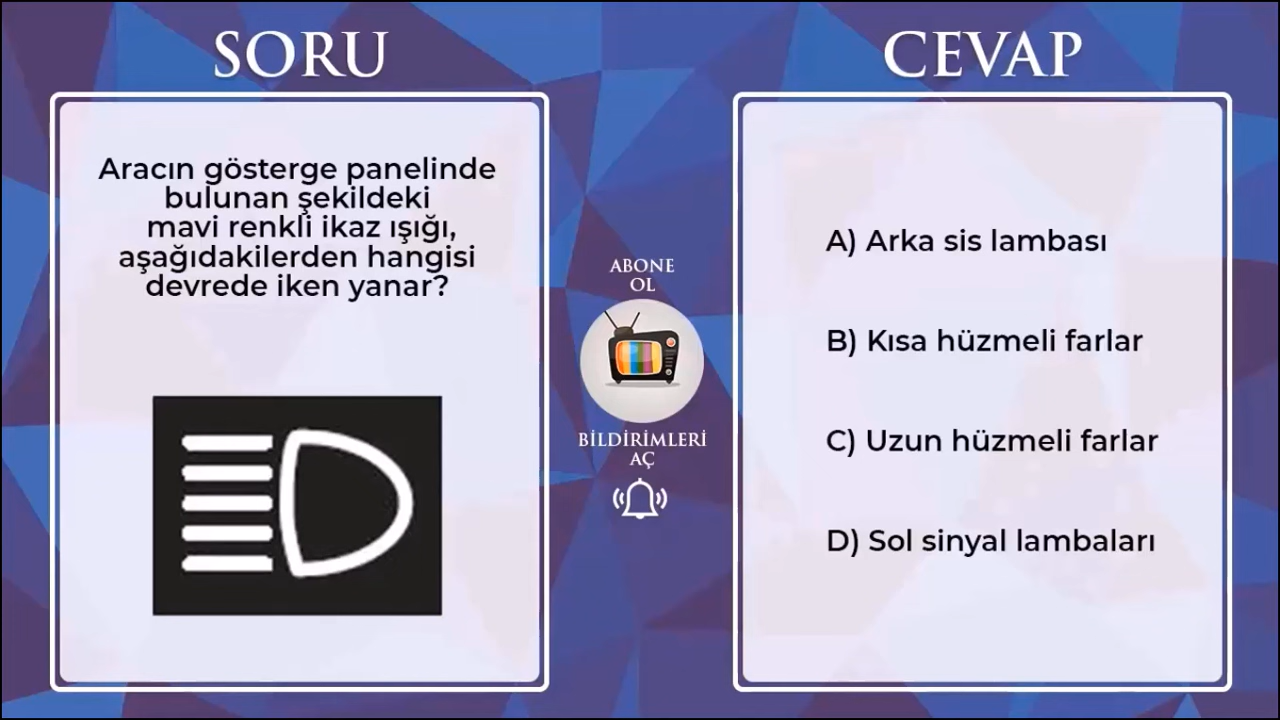 SORU
Aracın gösterge panelinde
bulunan şekildeki
mavi renkli ikaz ışığı,
aşağıdakilerden hangisi
devrede iken yanar?
ABONE
OL
BİLDİRİMLERİ
AÇ
CEVAP
A) Arka sis lambası
B) Kısa hüzmeli farlar
C) Uzun hüzmeli farlar
D) Sol sinyal lambaları